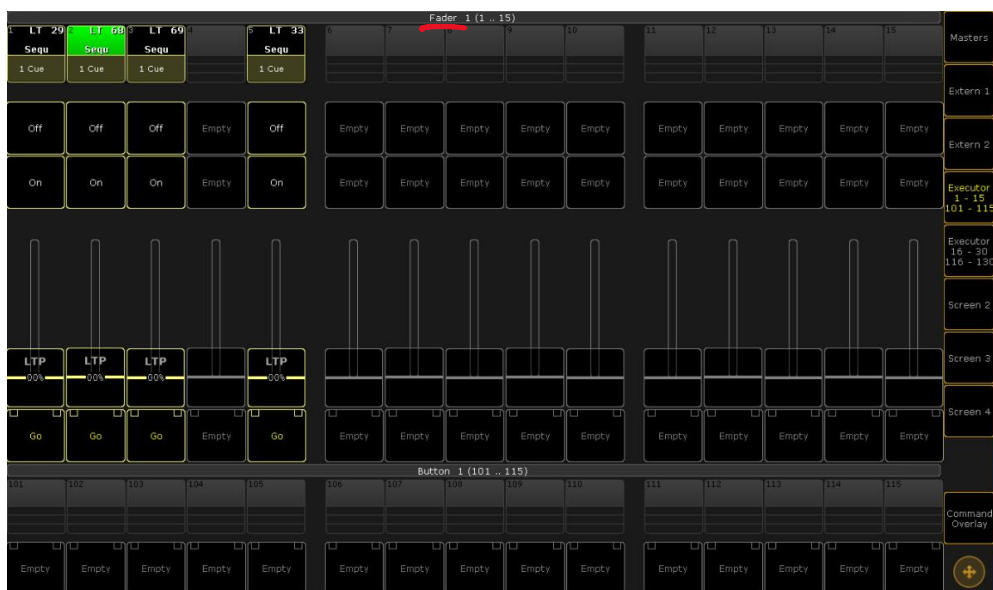 Fader 1 (1 .. 15)
1 LT 29 2 LT 68 3 LT 69 4 5 LT 33 6 7 8 9 10 11 12 13 14 15
Sequ Sequ Sequ Sequ
1 Cue 1 Cue 1 Cue 1 Cue
Off Off Off Empty Off Empty Empty Empty Empty Empty Empty Empty Empty Empty Empty
On On On Empty On Empty Empty Empty Empty Empty Empty Empty Empty Empty Empty
LTP LTP LTP LTP
00% 00% 00% 00%
Go Go Go Empty Go Empty Empty Empty Empty Empty Empty Empty Empty Empty Empty
Button 1 (101 .. 115)
101 102 103 104 105 106 107 108 109 110 111 112 113 114 115
Empty Empty Empty Empty Empty Empty Empty Empty Empty Empty Empty Empty Empty Empty Empty
Masters
Extern 1
Extern 2
Executor
1 - 15
101 - 115
Executor
16 - 30
116 - 130
Screen 2
Screen 3
Screen 4
Command
Overlay